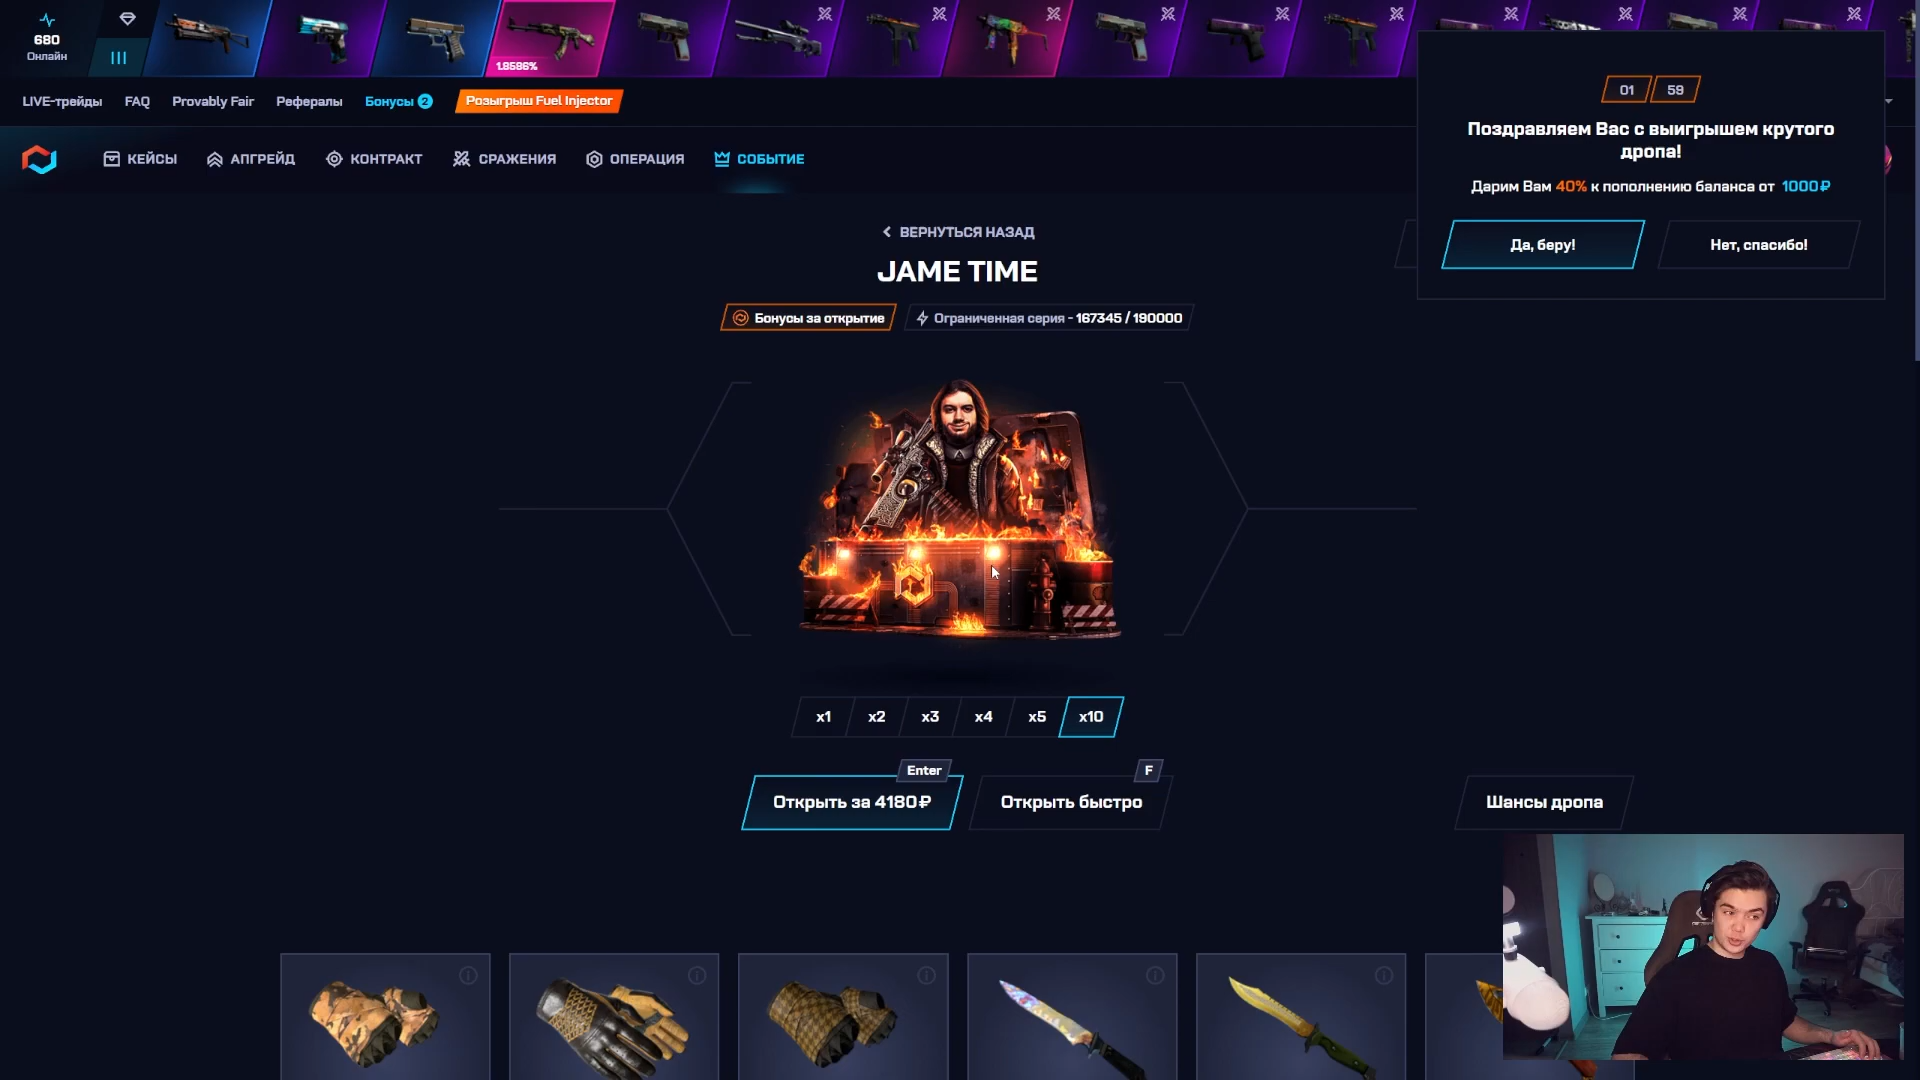 680
Онлайн
1.8586%
LIVE-трейды
FAQ
Provably Fair
Рефералы
Бонусы 2
Розыгрыш Fuel Injector
КЕЙСЫ
АПГРЕЙД
КОНТРАКТ
СРАЖЕНИЯ
ОПЕРАЦИЯ
СОБЫТИЕ
01 59
Поздравляем Вас с выигрышем крутого
дропа!
Дарим Вам 40% к пополнению баланса от 1000₽
Да, беру!
Нет, спасибо!
ВЕРНУТЬСЯ НАЗАД
JAME TIME
Бонусы за открытие
Ограниченная серия - 167345 / 190000
x1
x2
x3
x4
x5
x10
Enter
Открыть за 4180₽
F
Открыть быстро
Шансы дропа